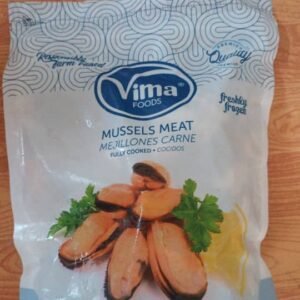 Responsibly
Farm Raised
PREMIUM
Quality
Vima®
FOODS
freshly
frozen
MUSSELS MEAT
MEJILLONES CARNE
FULLY COOKED • COCIDOS